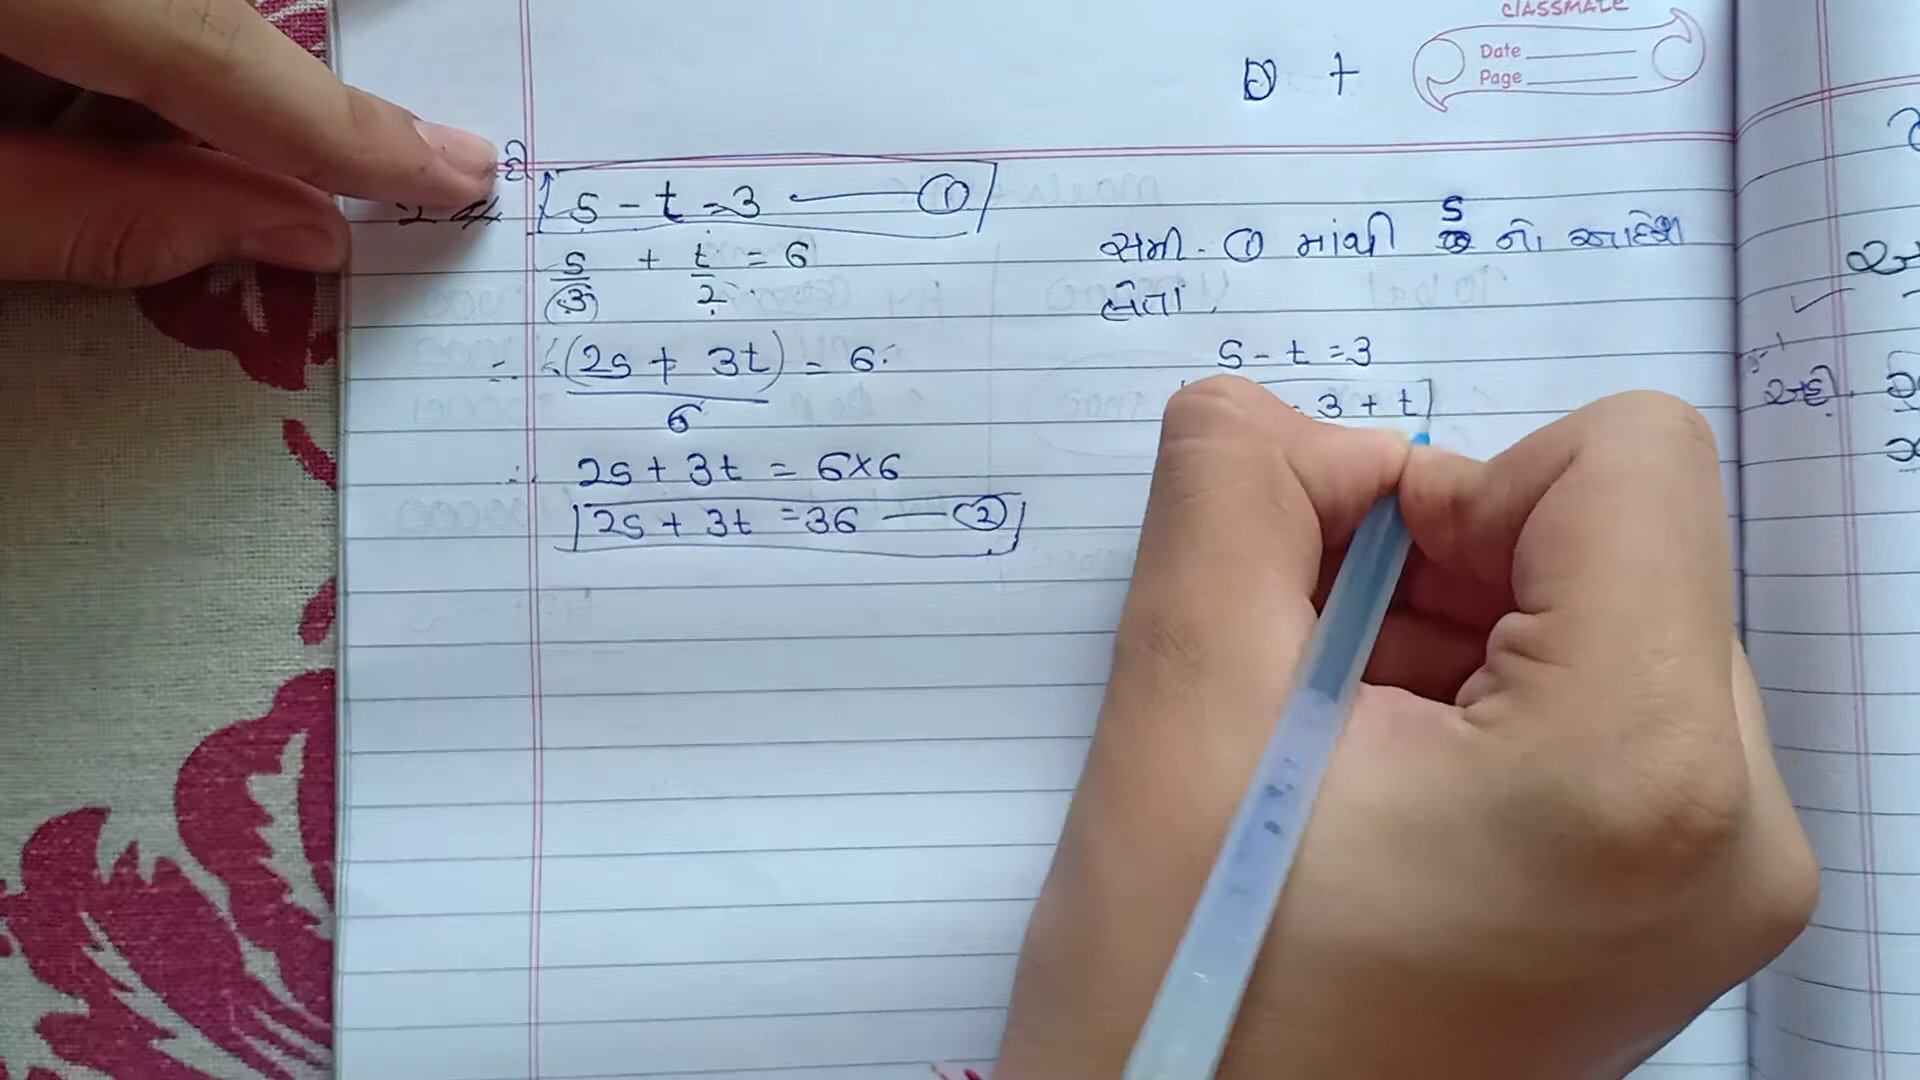 CLASSMATE
Date
Page
+
s - t = 3 — ①
s/3 + t/2 = 6
∴ (2s + 3t)/6 = 6
∴ 2s + 3t = 6×6
2s + 3t = 36 — ②
સમી. ① માંથી s નો આદેશ
લેતાં,
s - t = 3
3 + t